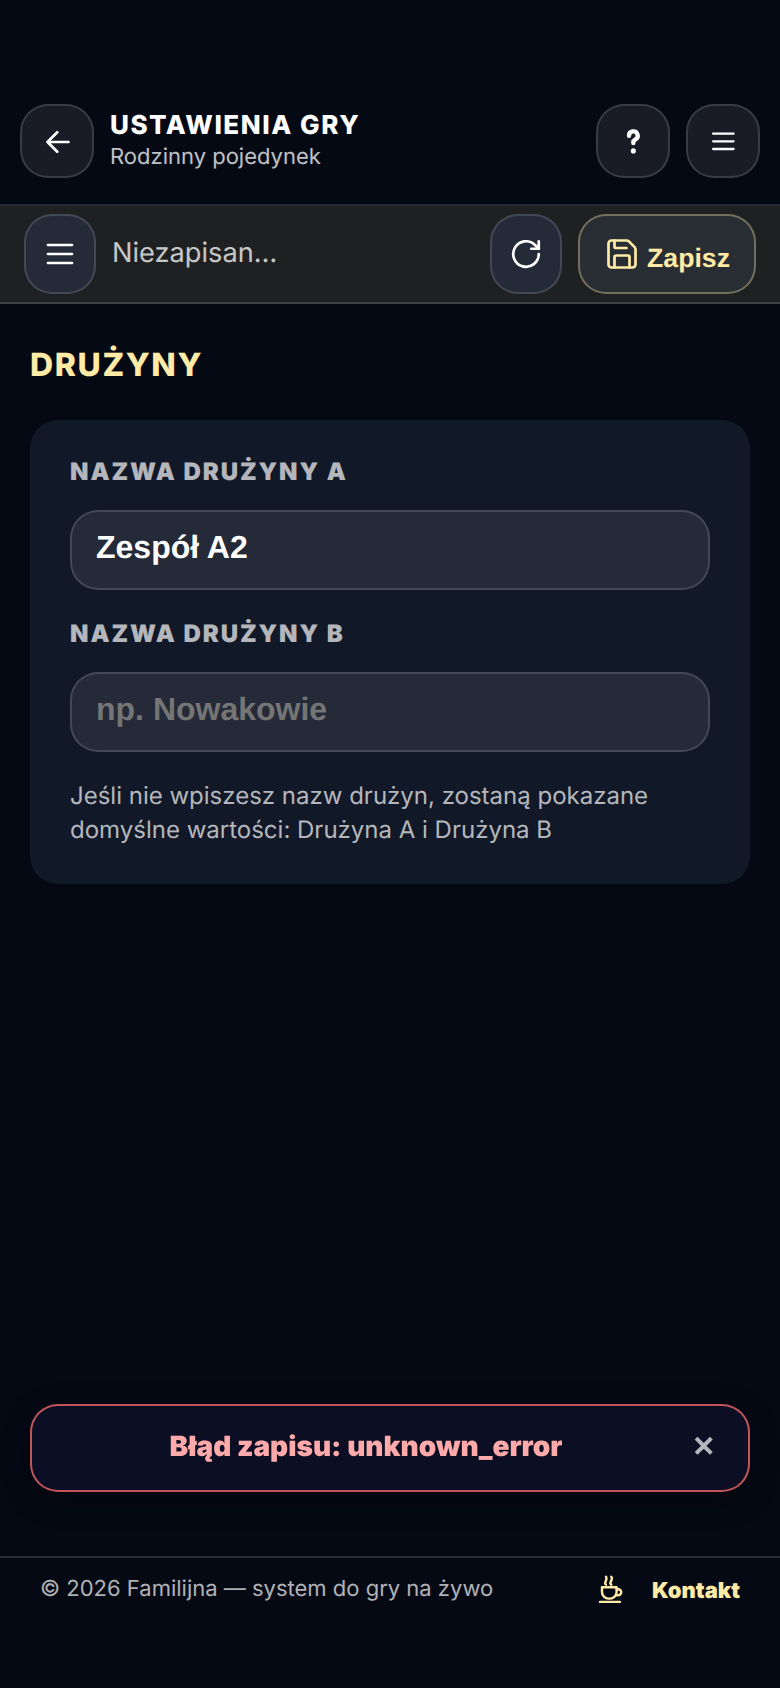 USTAWIENIA GRY
Rodzinny pojedynek
Niezapisan...
Zapisz
DRUŻYNY
NAZWA DRUŻYNY A
Zespół A2
NAZWA DRUŻYNY B
np. Nowakowie
Jeśli nie wpiszesz nazw drużyn, zostaną pokazane
domyślne wartości: Drużyna A i Drużyna B
Błąd zapisu: unknown_error
© 2026 Familijna — system do gry na żywo
Kontakt